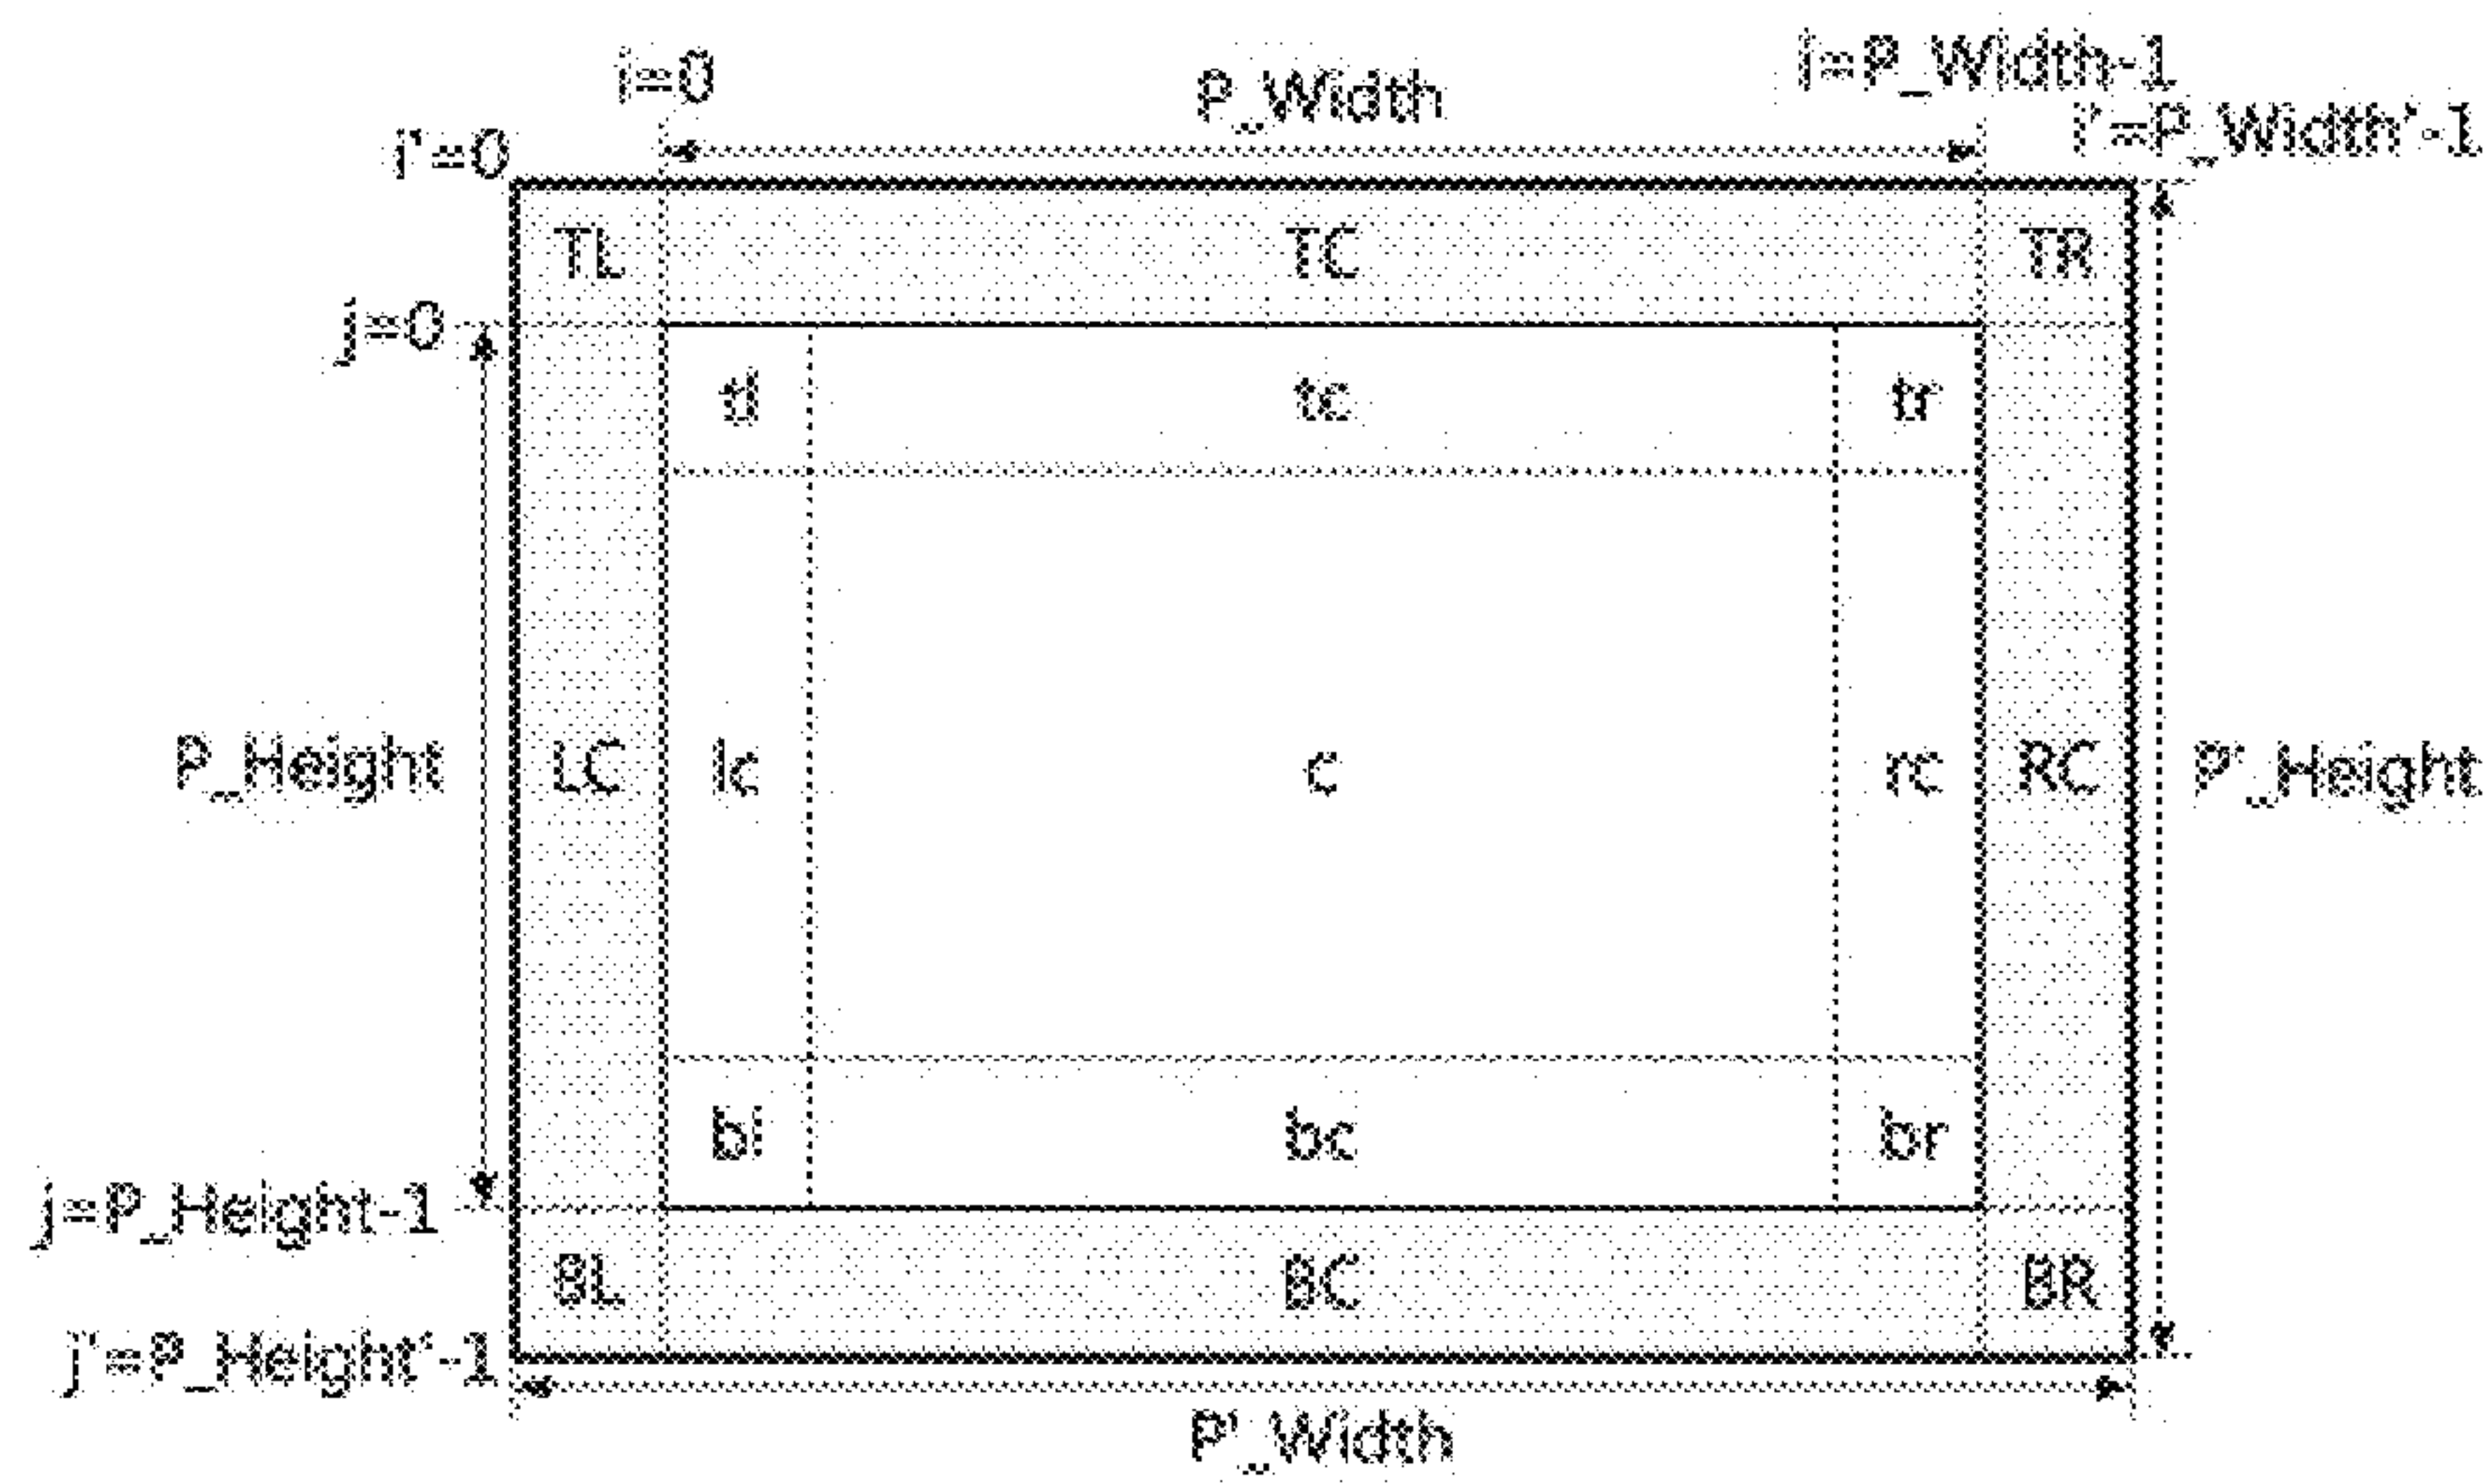 i=0
P_Width
i=P_Width-1
i'=0
i'=P_Width'-1
TL TC TR
j=0
tl tc tr
P_Height LC lc c rc RC P'_Height
bl bc br
j=P_Height-1
BL BC BR
j'=P_Height'-1
P'_Width